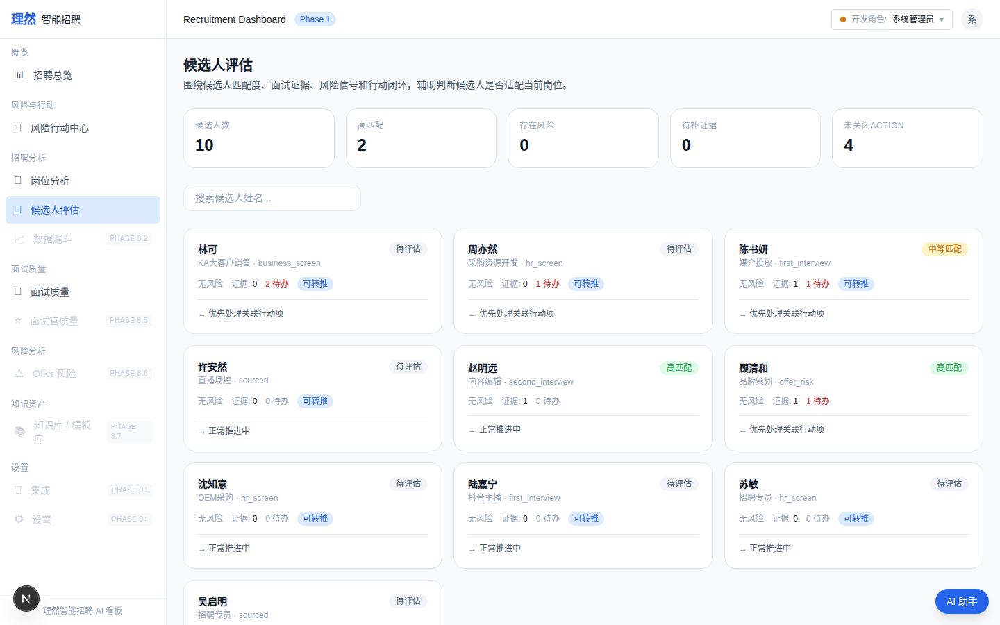 理然 智能招聘
Recruitment Dashboard Phase 1
开发角色: 系统管理员 ▾
系
概览
招聘总览
风险与行动
风险行动中心
招聘分析
岗位分析
候选人评估
数据漏斗 PHASE 8.2
面试质量
面试质量
面试官质量 PHASE 8.5
风险分析
Offer 风险 PHASE 8.6
知识资产
知识库 / 模板
库
PHASE
8.7
设置
集成 PHASE 9+
设置 PHASE 9+
理然智能招聘 AI 看板
候选人评估
围绕候选人匹配度、面试证据、风险信号和行动闭环，辅助判断候选人是否适配当前岗位。
候选人数
10
高匹配
2
存在风险
0
待补证据
0
未关闭ACTION
4
搜索候选人姓名...
林可 待评估
KA大客户销售 · business_screen
无风险 证据: 0 2 待办 可转推
→ 优先处理关联行动项
周亦然 待评估
采购资源开发 · hr_screen
无风险 证据: 0 1 待办 可转推
→ 优先处理关联行动项
陈书妍 中等匹配
媒介投放 · first_interview
无风险 证据: 1 1 待办 可转推
→ 优先处理关联行动项
许安然 待评估
直播场控 · sourced
无风险 证据: 0 0 待办 可转推
→ 正常推进中
赵明远 高匹配
内容编辑 · second_interview
无风险 证据: 1 0 待办
→ 正常推进中
顾清和 高匹配
品牌策划 · offer_risk
无风险 证据: 1 1 待办
→ 优先处理关联行动项
沈知意 待评估
OEM采购 · hr_screen
无风险 证据: 0 0 待办 可转推
→ 正常推进中
陆嘉宁 待评估
抖音主播 · first_interview
无风险 证据: 0 0 待办 可转推
→ 正常推进中
苏敏 待评估
招聘专员 · hr_screen
无风险 证据: 0 0 待办 可转推
→ 正常推进中
吴启明 待评估
招聘专员 · sourced
AI 助手